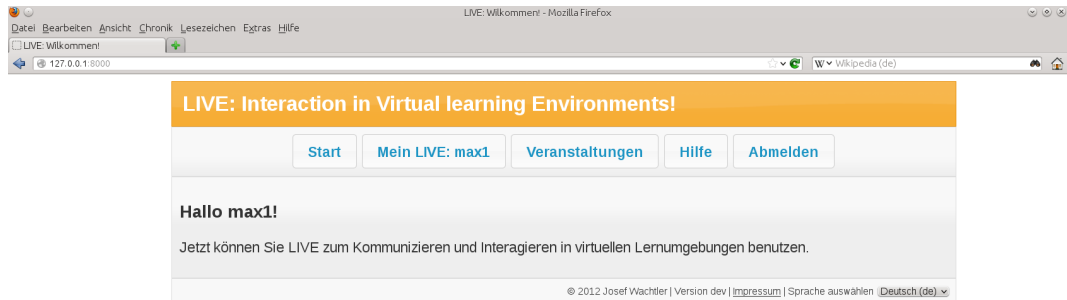 LIVE: Wilkommen! - Mozilla Firefox
Datei Bearbeiten Ansicht Chronik Lesezeichen Extras Hilfe
LIVE: Wilkommen!
127.0.0.1:8000 W Wikipedia (de)
LIVE: Interaction in Virtual learning Environments!
Start Mein LIVE: max1 Veranstaltungen Hilfe Abmelden
Hallo max1!
Jetzt können Sie LIVE zum Kommunizieren und Interagieren in virtuellen Lernumgebungen benutzen.
© 2012 Josef Wachtler | Version dev | Impressum | Sprache auswählen Deutsch (de)